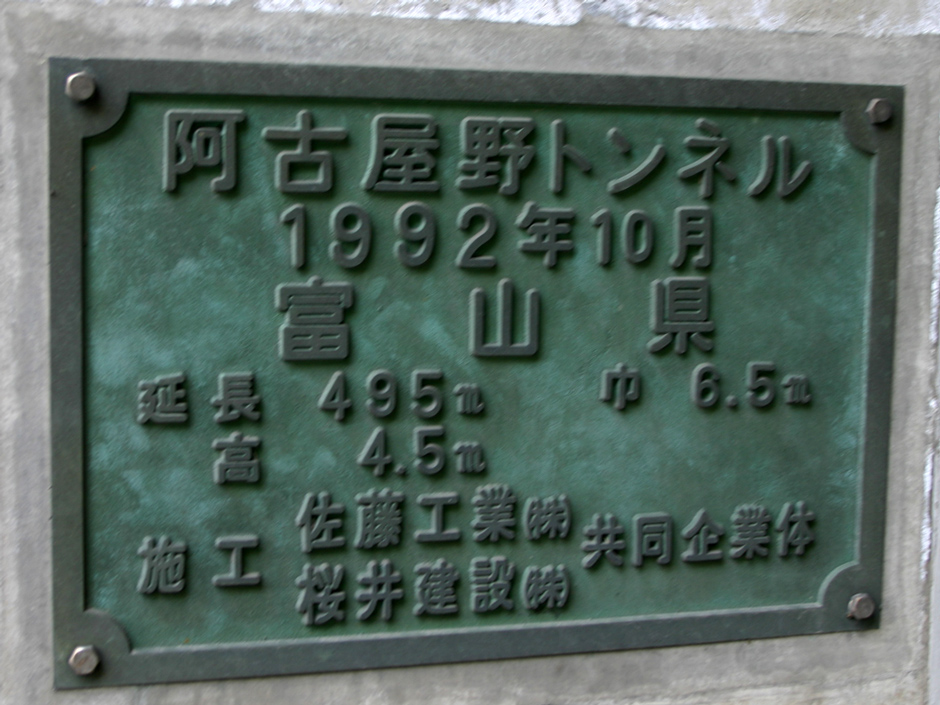 阿古屋野トンネル
1992年10月
富山県
延長 495m 巾 6.5m
高 4.5m
施工 佐藤工業㈱ 共同企業体
桜井建設㈱